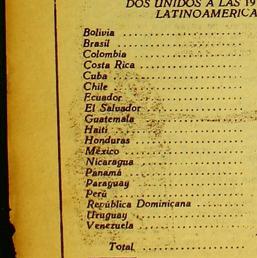 DOS UNIDOS A LAS 19
LATINOAMERICA
Bolivia ....................
Brasil ....................
Colombia ....................
Costa Rica ....................
Cuba ....................
Chile ....................
Ecuador ....................
El Salvador ....................
Guatemala ....................
Haití ....................
Honduras ....................
México ....................
Nicaragua ....................
Panamá ....................
Paraguay ....................
Perú ....................
República Dominicana ..........
Uruguay ....................
Venezuela ....................
Total ....................